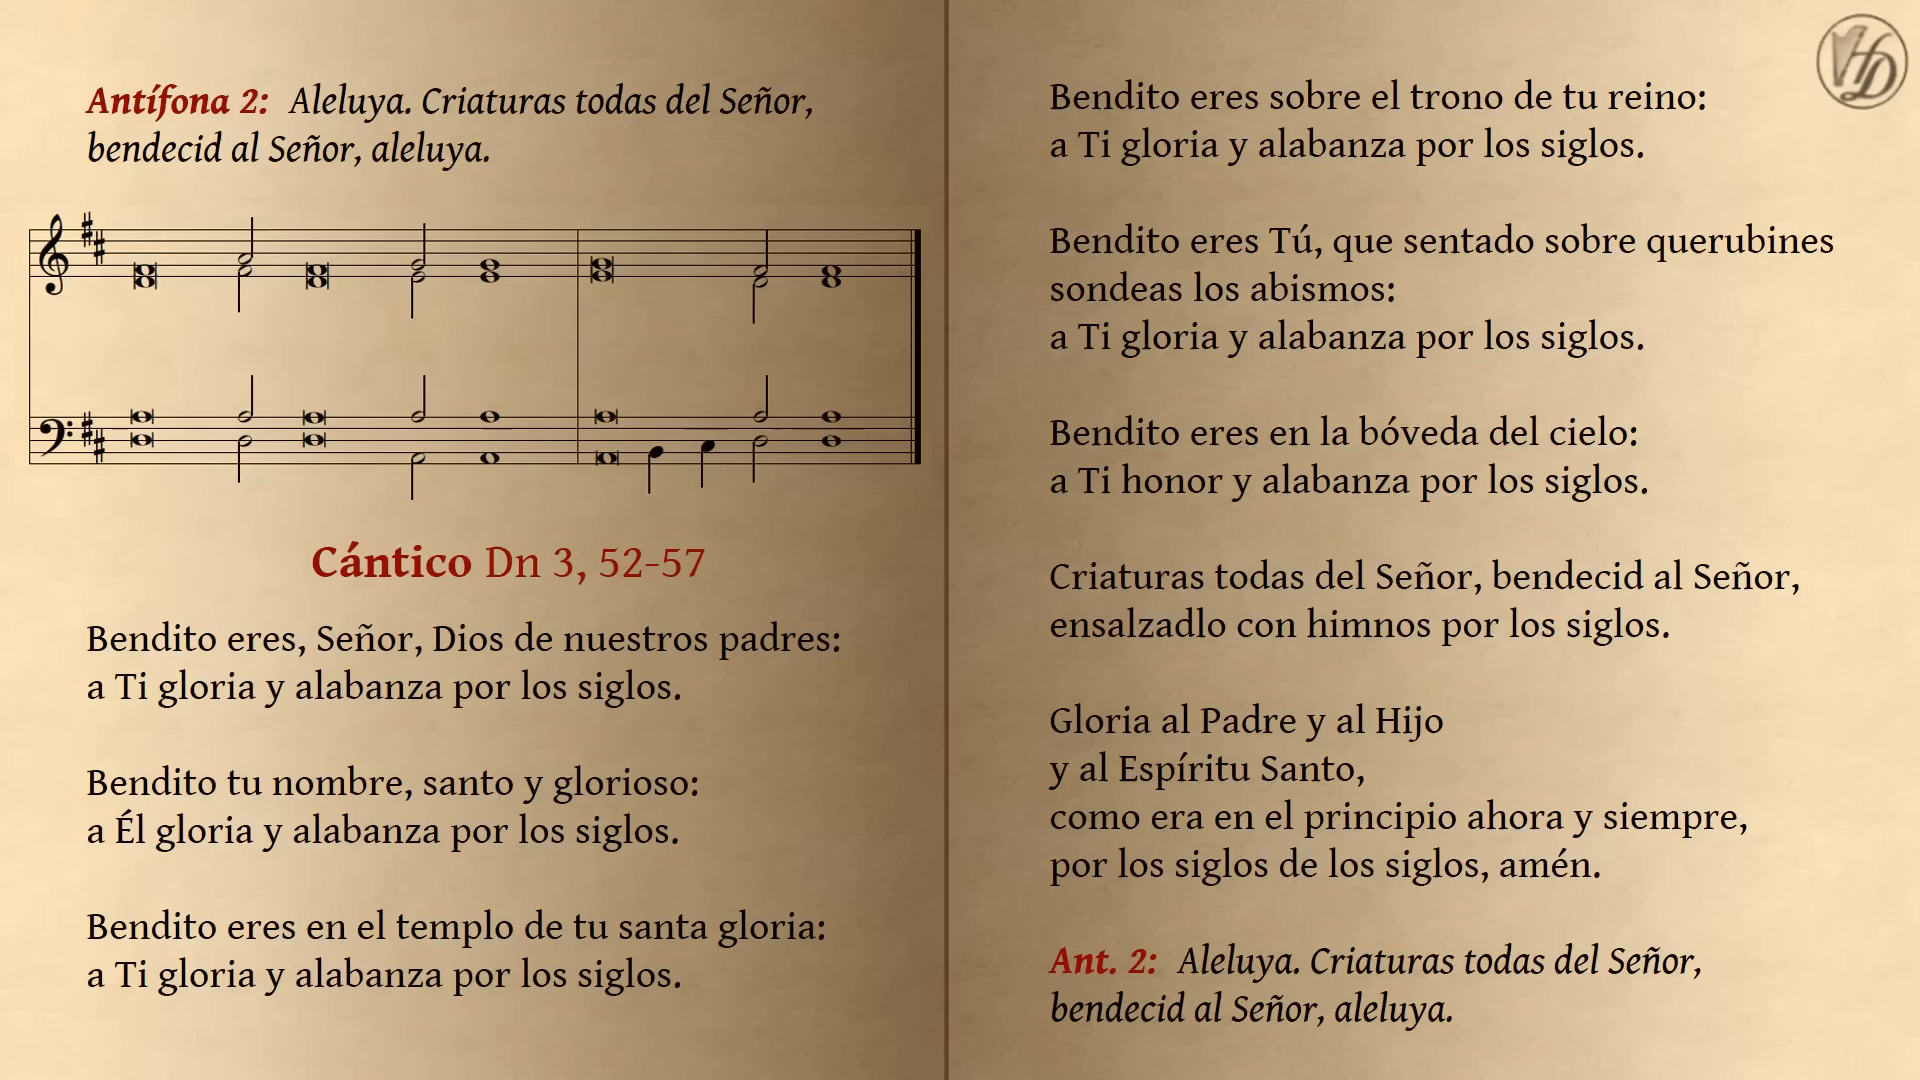 Antífona 2: Aleluya. Criaturas todas del Señor,
bendecid al Señor, aleluya.
Cántico Dn 3, 52-57
Bendito eres, Señor, Dios de nuestros padres:
a Ti gloria y alabanza por los siglos.
Bendito tu nombre, santo y glorioso:
a Él gloria y alabanza por los siglos.
Bendito eres en el templo de tu santa gloria:
a Ti gloria y alabanza por los siglos.
Bendito eres sobre el trono de tu reino:
a Ti gloria y alabanza por los siglos.
Bendito eres Tú, que sentado sobre querubines
sondeas los abismos:
a Ti gloria y alabanza por los siglos.
Bendito eres en la bóveda del cielo:
a Ti honor y alabanza por los siglos.
Criaturas todas del Señor, bendecid al Señor,
ensalzadlo con himnos por los siglos.
Gloria al Padre y al Hijo
y al Espíritu Santo,
como era en el principio ahora y siempre,
por los siglos de los siglos, amén.
Ant. 2: Aleluya. Criaturas todas del Señor,
bendecid al Señor, aleluya.
HD